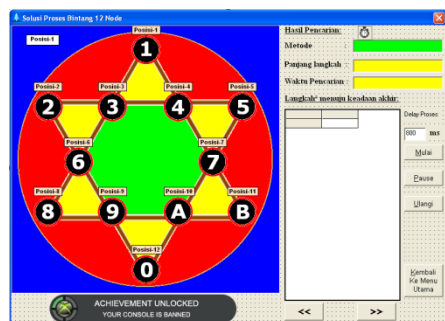 Solusi Proses Bintang 12 Node
Posisi-1
Posisi-1
1
Posisi-2
Posisi-3
Posisi-4
Posisi-5
2
3
4
5
Posisi-6
Posisi-7
6
7
Posisi-8
Posisi-9
Posisi-10
Posisi-11
8
9
A
B
Posisi-12
0
ACHIEVEMENT UNLOCKED
YOUR CONSOLE IS BANNED
Hasil Pencarian:
Metode :
Panjang langkah :
Waktu Pencarian :
Langkah² menuju keadaan akhir:
Delay Proses
800 ms
Mulai
Pause
Ulangi
Kembali
Ke Menu
Utama
<< >>